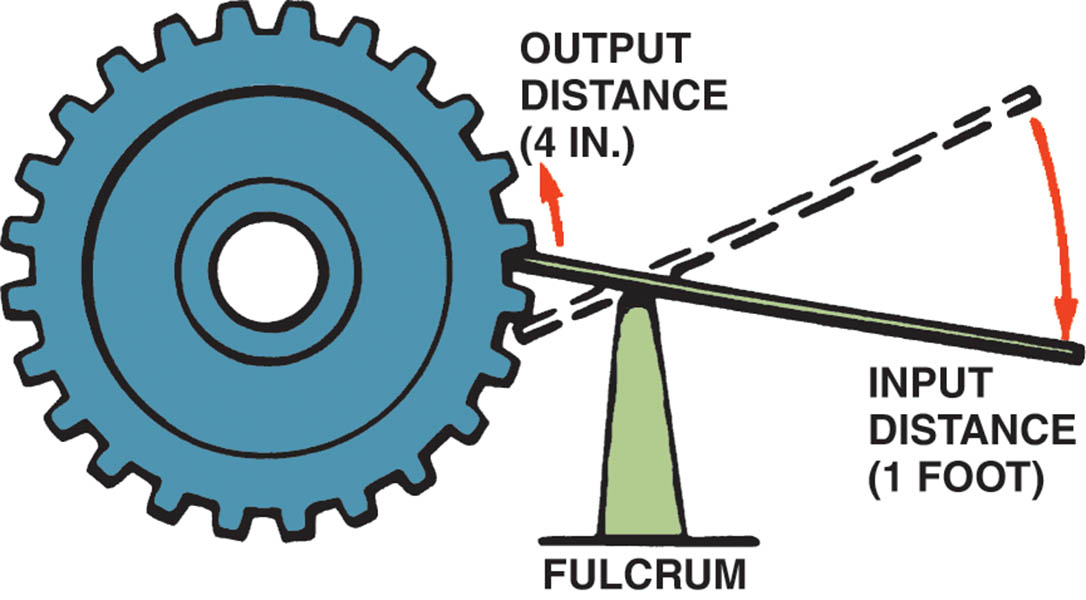 OUTPUT
DISTANCE
(4 IN.)
INPUT
DISTANCE
(1 FOOT)
FULCRUM